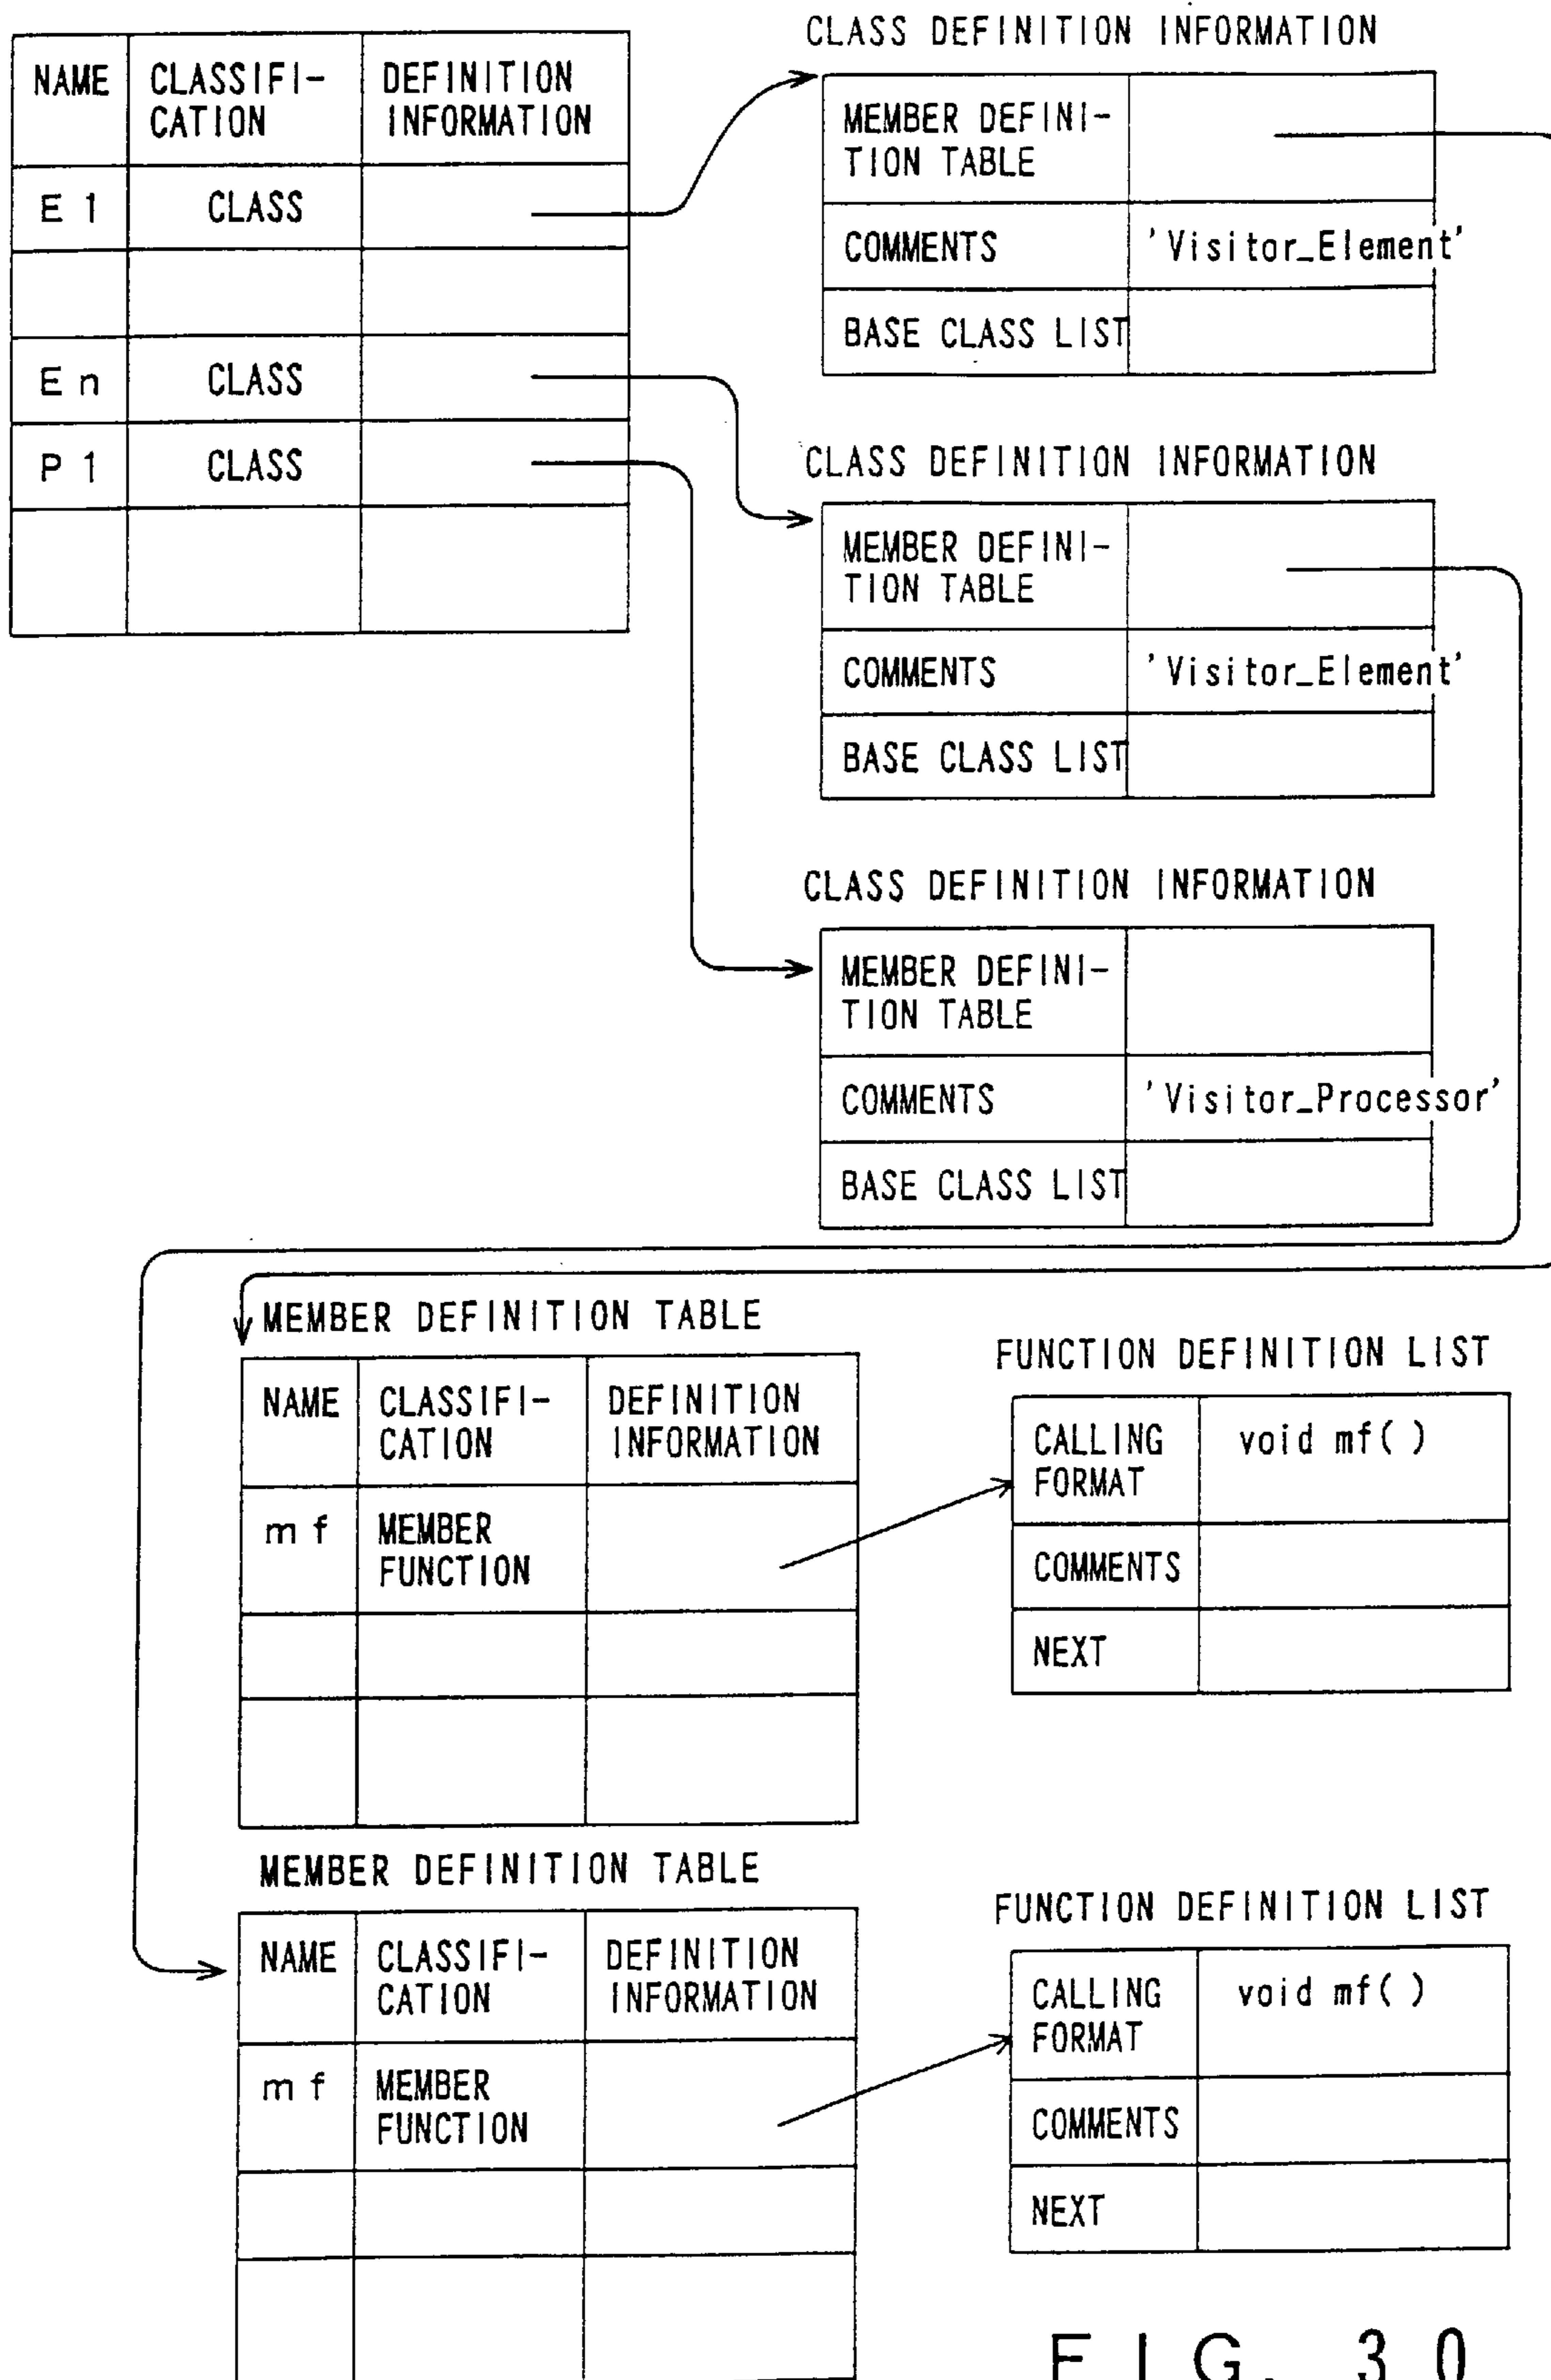 NAME CLASSIFI- DEFINITION
CATION INFORMATION
E 1 CLASS
E n CLASS
P 1 CLASS
CLASS DEFINITION INFORMATION
MEMBER DEFINI-
TION TABLE
COMMENTS 'Visitor_Element'
BASE CLASS LIST
CLASS DEFINITION INFORMATION
MEMBER DEFINI-
TION TABLE
COMMENTS 'Visitor_Element'
BASE CLASS LIST
CLASS DEFINITION INFORMATION
MEMBER DEFINI-
TION TABLE
COMMENTS 'Visitor_Processor'
BASE CLASS LIST
MEMBER DEFINITION TABLE
NAME CLASSIFI- DEFINITION
CATION INFORMATION
m f MEMBER
FUNCTION
FUNCTION DEFINITION LIST
CALLING void mf( )
FORMAT
COMMENTS
NEXT
MEMBER DEFINITION TABLE
NAME CLASSIFI- DEFINITION
CATION INFORMATION
m f MEMBER
FUNCTION
FUNCTION DEFINITION LIST
CALLING void mf( )
FORMAT
COMMENTS
NEXT
FIG. 30